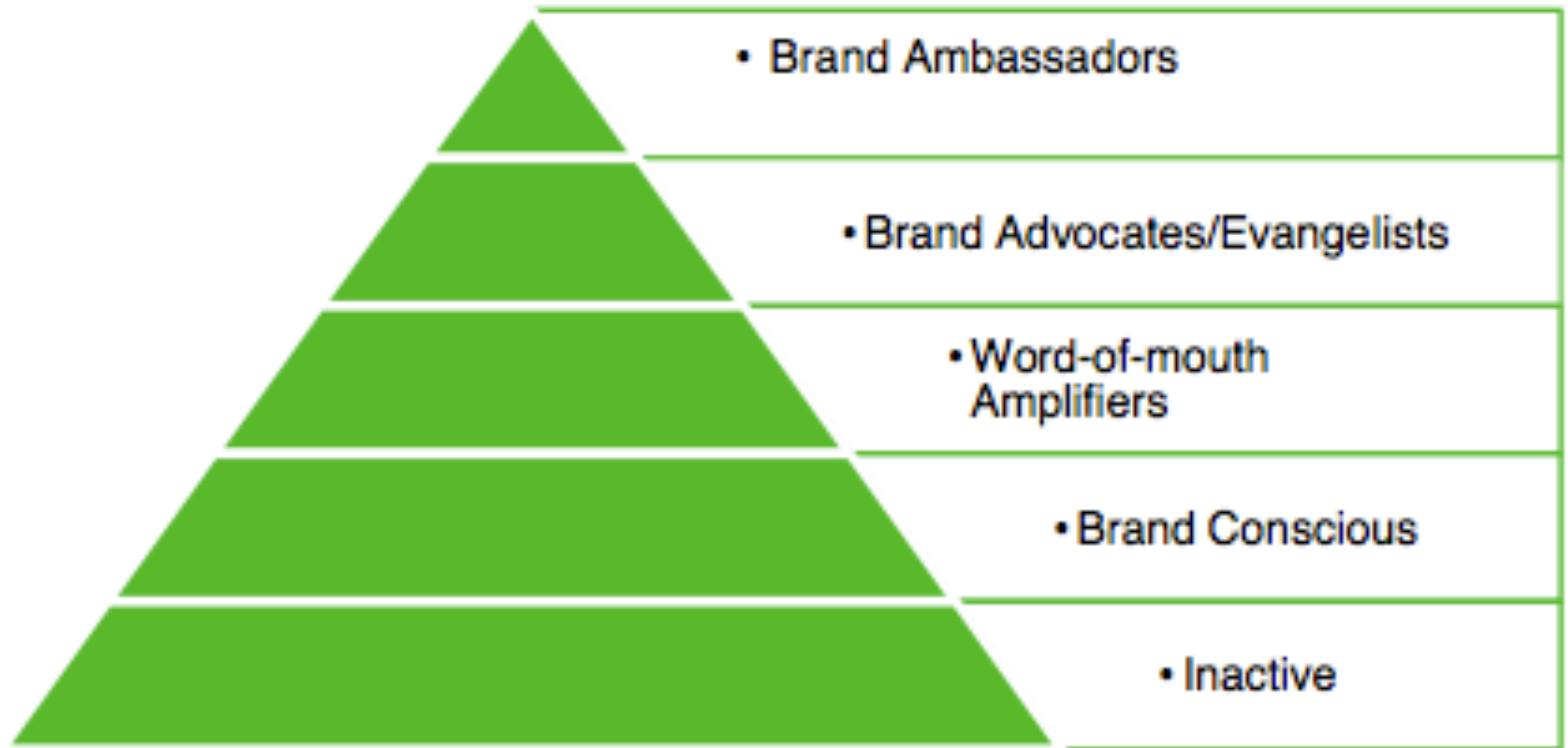 • Brand Ambassadors
• Brand Advocates/Evangelists
• Word-of-mouth
Amplifiers
• Brand Conscious
• Inactive